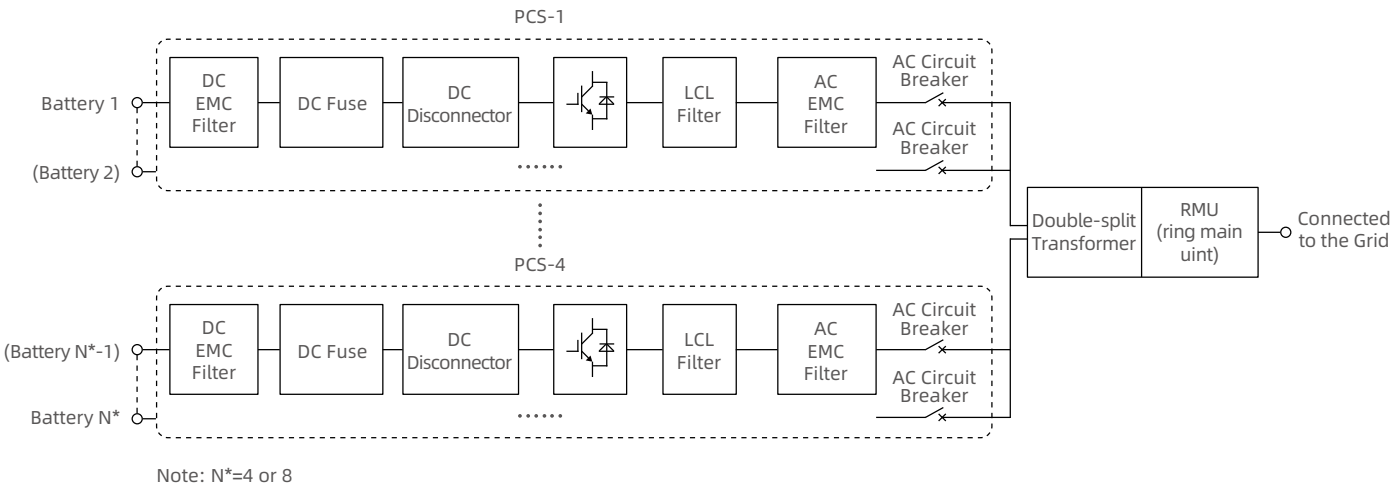 PCS-1
DC
EMC
Filter
DC Fuse
DC
Disconnector
LCL
Filter
AC
EMC
Filter
AC Circuit
Breaker
Battery 1
AC Circuit
Breaker
(Battery 2)
Double-split
Transformer
RMU
(ring main
uint)
Connected
to the Grid
PCS-4
DC
EMC
Filter
DC Fuse
DC
Disconnector
LCL
Filter
AC
EMC
Filter
AC Circuit
Breaker
(Battery N*-1)
AC Circuit
Breaker
Battery N*
Note: N*=4 or 8